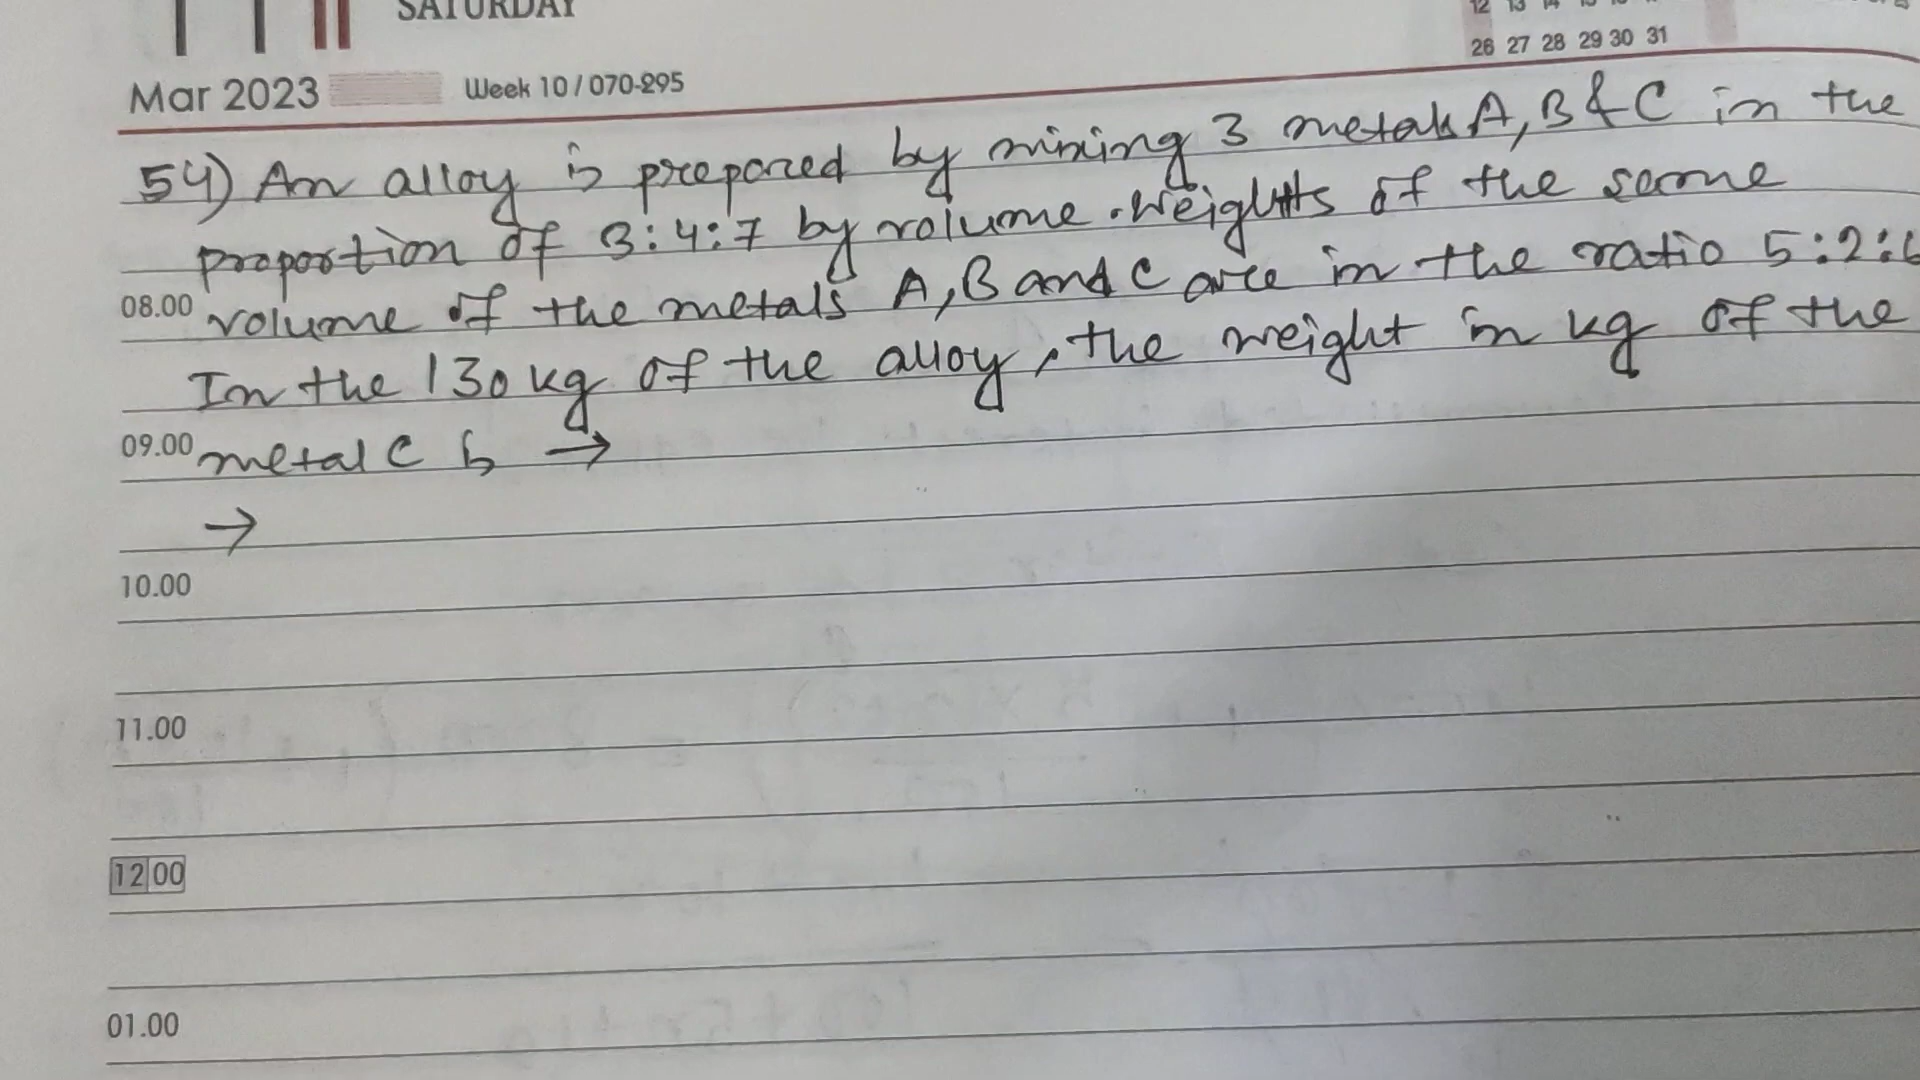 SATURDAY
12 13 14
26 27 28 29 30 31
Mar 2023
Week 10 / 070-295
54) An alloy is prepared by mixing 3 metals A, B & C in the
proportion of 3:4:7 by volume. Weights of the same
08.00
volume of the metals A, B and C are in the ratio 5:2:6
In the 130 kg of the alloy, the weight in kg of the
09.00
metal C is →
→
10.00
11.00
12 00
01.00